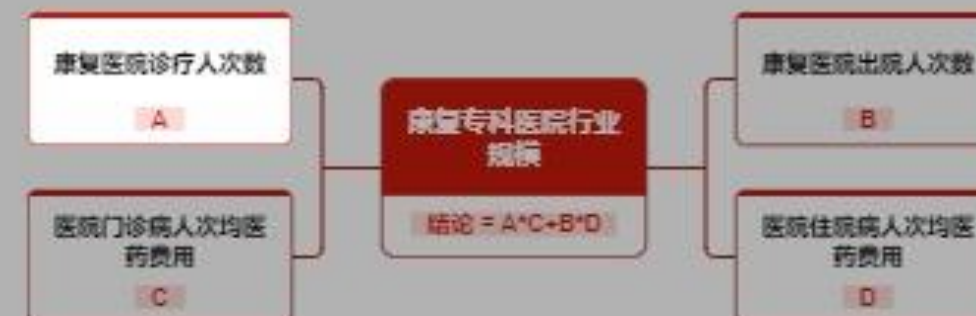 康复医院诊疗人次数
A
医院门诊病人次均医
药费用
C
康复专科医院行业
规模
结论 = A*C+B*D
康复医院出院人次数
B
医院住院病人次均医
药费用
D